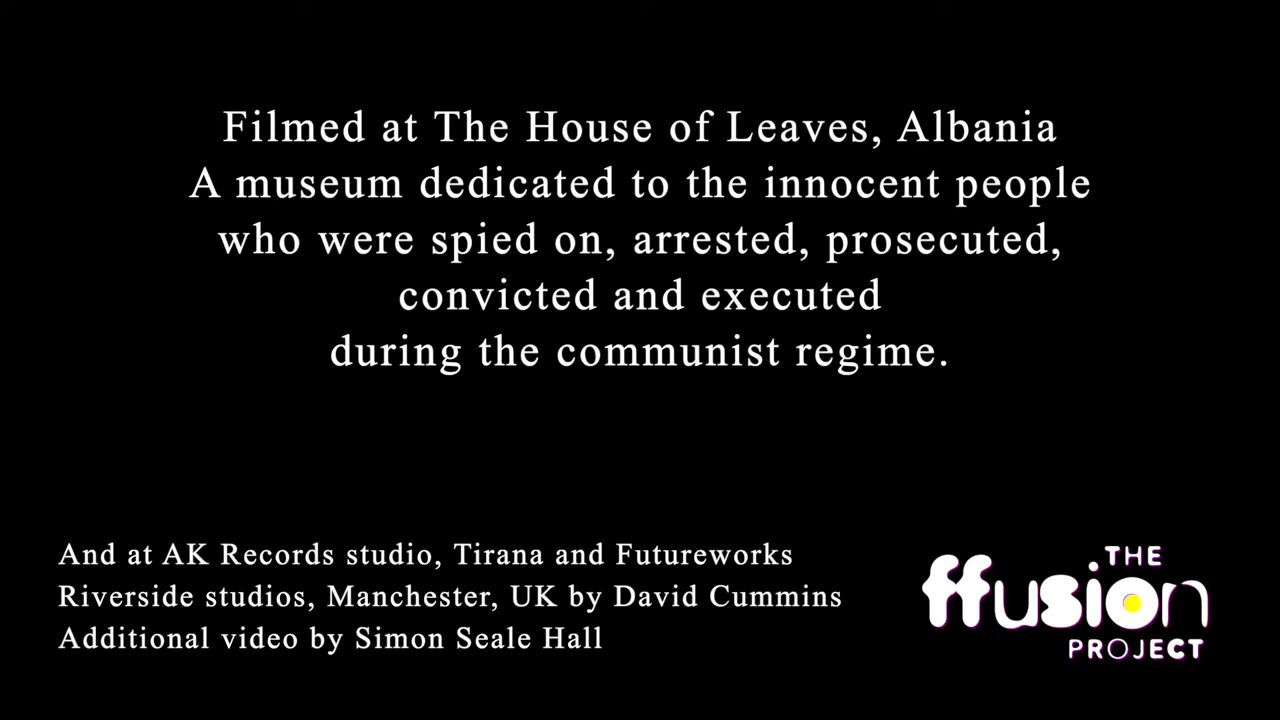 Filmed at The House of Leaves, Albania
A museum dedicated to the innocent people
who were spied on, arrested, prosecuted,
convicted and executed
during the communist regime.
And at AK Records studio, Tirana and Futureworks
Riverside studios, Manchester, UK by David Cummins
Additional video by Simon Seale Hall
THE
ffusion
PROJECT